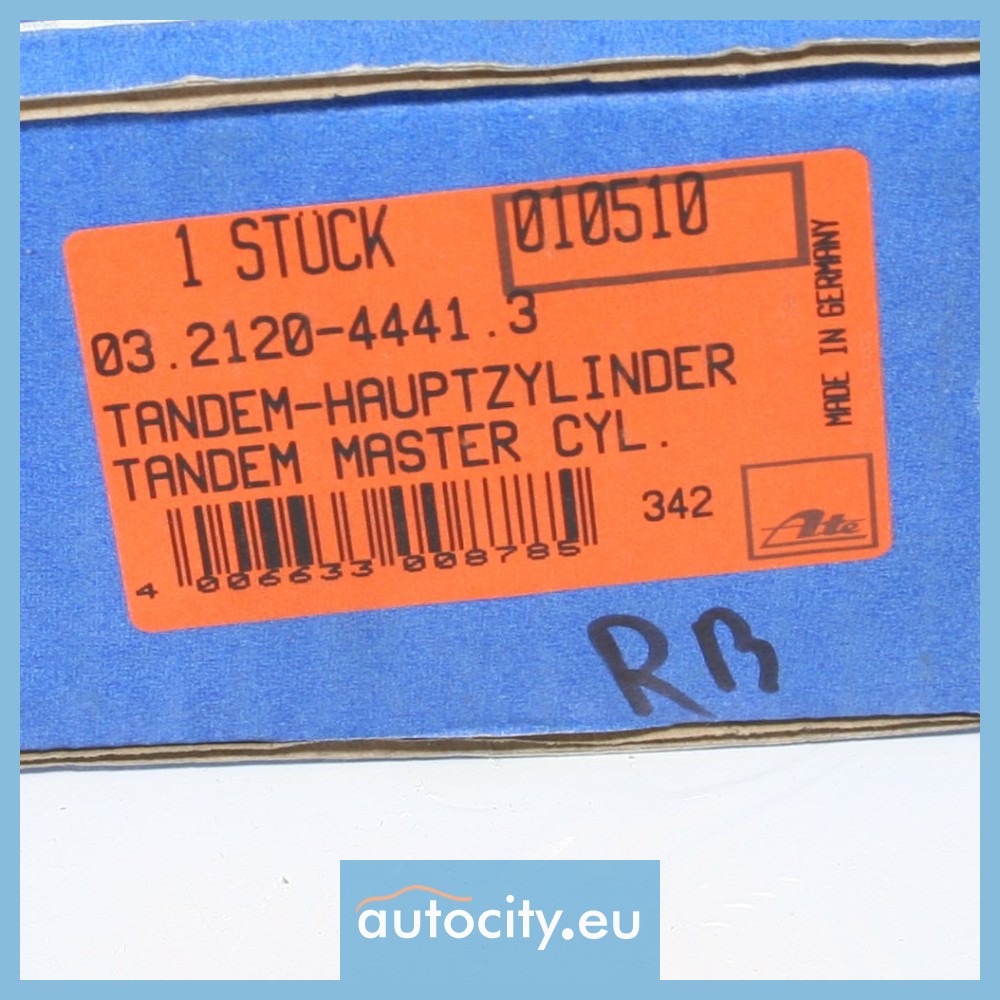 1 STÜCK
010510
03.2120-4441.3
TANDEM-HAUPTZYLINDER
TANDEM MASTER CYL.
342
4 006633 008785
MADE IN GERMANY
Ate
RB
autocity.eu